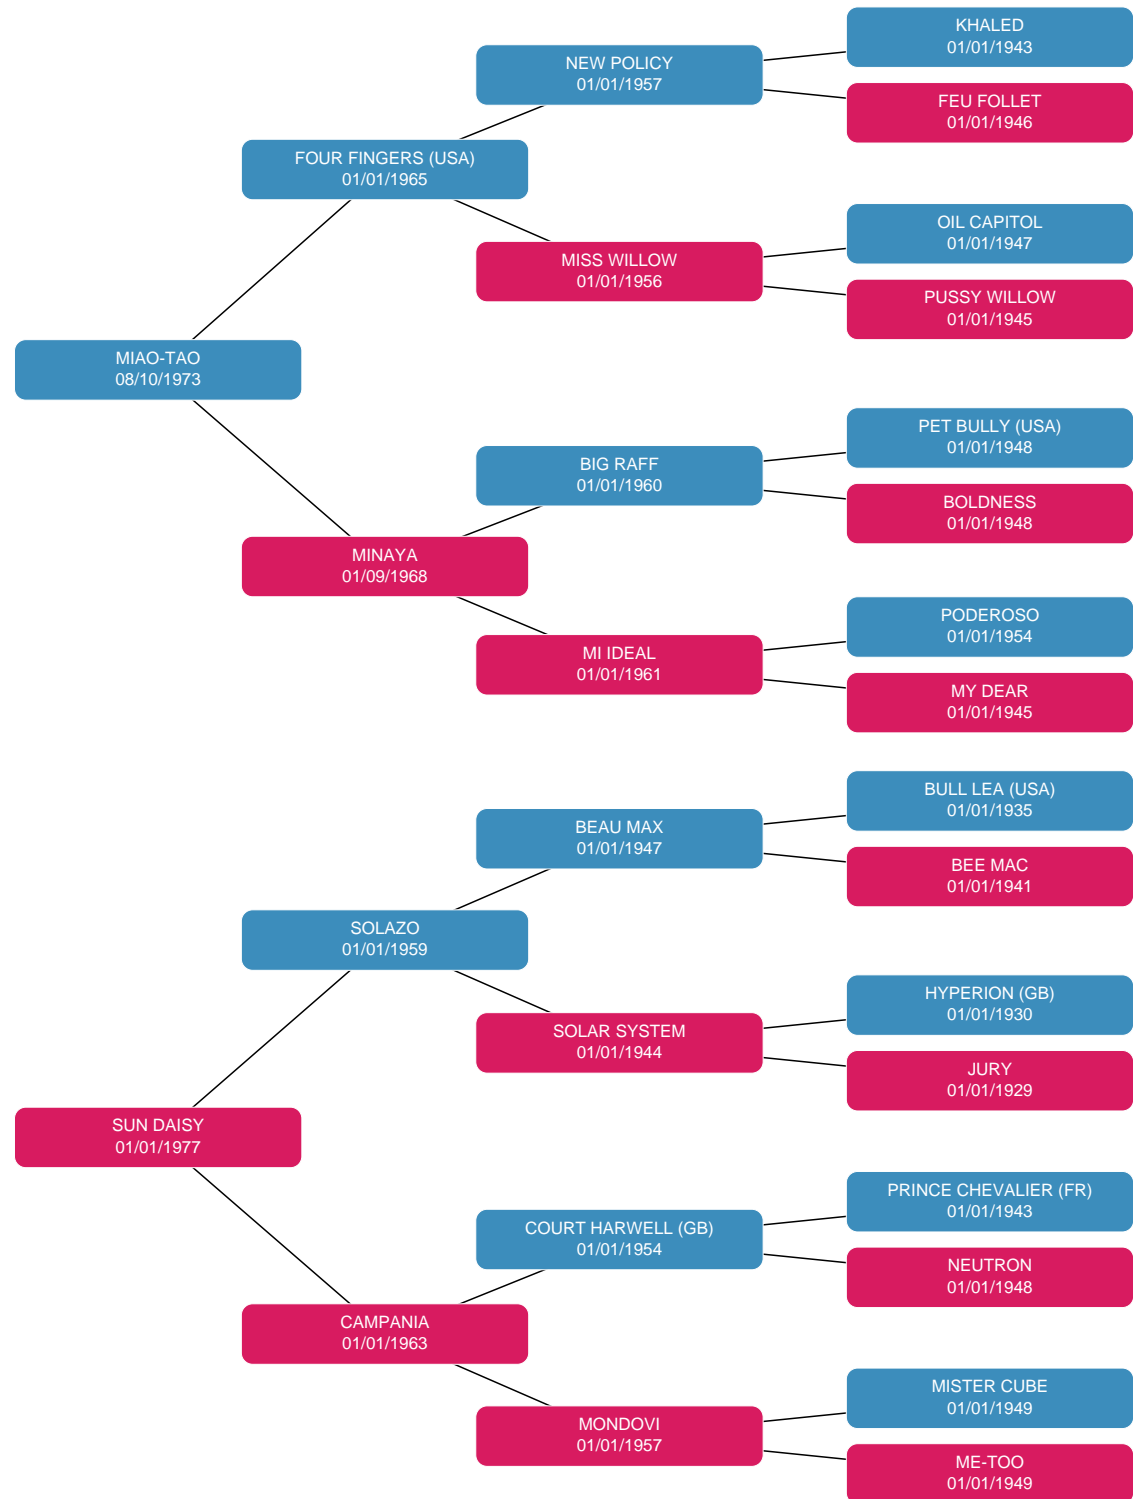 KHALED
01/01/1943
NEW POLICY
01/01/1957
FEU FOLLET
01/01/1946
FOUR FINGERS (USA)
01/01/1965
OIL CAPITOL
01/01/1947
MISS WILLOW
01/01/1956
PUSSY WILLOW
01/01/1945
MIAO-TAO
08/10/1973
PET BULLY (USA)
01/01/1948
BIG RAFF
01/01/1960
BOLDNESS
01/01/1948
MINAYA
01/09/1968
PODEROSO
01/01/1954
MI IDEAL
01/01/1961
MY DEAR
01/01/1945
BULL LEA (USA)
01/01/1935
BEAU MAX
01/01/1947
BEE MAC
01/01/1941
SOLAZO
01/01/1959
HYPERION (GB)
01/01/1930
SOLAR SYSTEM
01/01/1944
JURY
01/01/1929
SUN DAISY
01/01/1977
PRINCE CHEVALIER (FR)
01/01/1943
COURT HARWELL (GB)
01/01/1954
NEUTRON
01/01/1948
CAMPANIA
01/01/1963
MISTER CUBE
01/01/1949
MONDOVI
01/01/1957
ME-TOO
01/01/1949